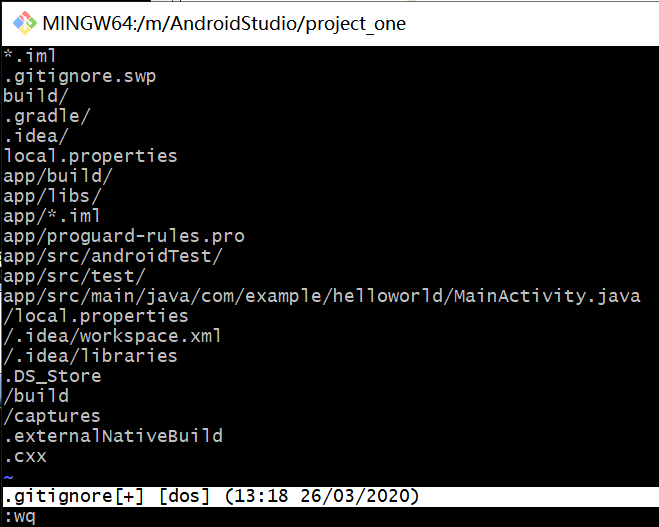 MINGW64:/m/AndroidStudio/project_one
*.iml
.gitignore.swp
build/
.gradle/
.idea/
local.properties
app/build/
app/libs/
app/*.iml
app/proguard-rules.pro
app/src/androidTest/
app/src/test/
app/src/main/java/com/example/helloworld/MainActivity.java
/local.properties
/.idea/workspace.xml
/.idea/libraries
.DS_Store
/build
/captures
.externalNativeBuild
.cxx
~
.gitignore[+] [dos] (13:18 26/03/2020)
:wq